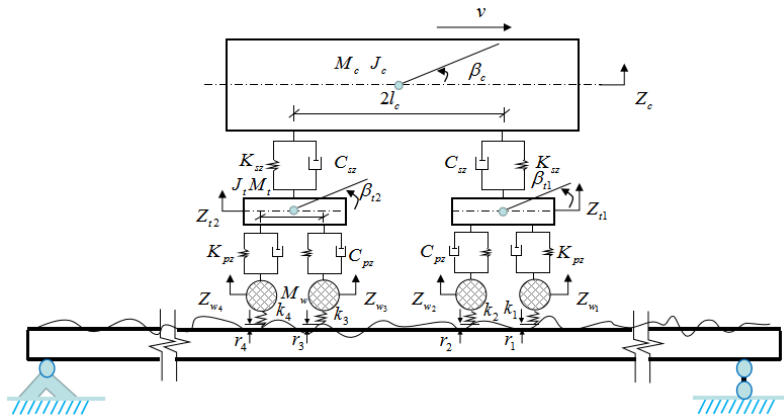 v
M_c J_c β_c
2l_c Z_c
K_sz C_sz C_sz K_sz
J_t M_t β_t2 β_t1
Z_t2 Z_t1
K_pz C_pz C_pz K_pz
Z_w4 M_w Z_w3 Z_w2 Z_w1
k_4 k_3 k_2 k_1
r_4 r_3 r_2 r_1